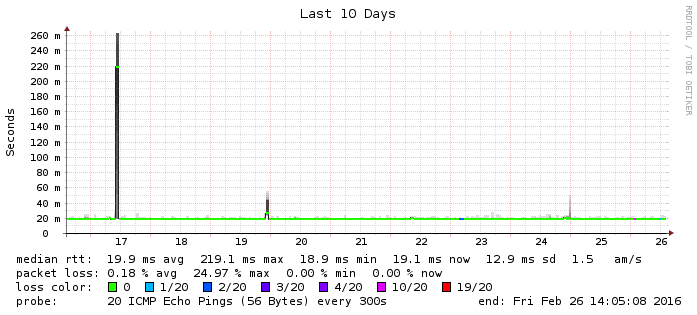 Last 10 Days
RRDTOOL / TOBI OETIKER
Seconds
260 m
240 m
220 m
200 m
180 m
160 m
140 m
120 m
100 m
80 m
60 m
40 m
20 m
0
17 18 19 20 21 22 23 24 25 26
median rtt: 19.9 ms avg 219.1 ms max 18.9 ms min 19.1 ms now 12.9 ms sd 1.5 am/s
packet loss: 0.18 % avg 24.97 % max 0.00 % min 0.00 % now
loss color: 0 1/20 2/20 3/20 4/20 10/20 19/20
probe: 20 ICMP Echo Pings (56 Bytes) every 300s end: Fri Feb 26 14:05:08 2016